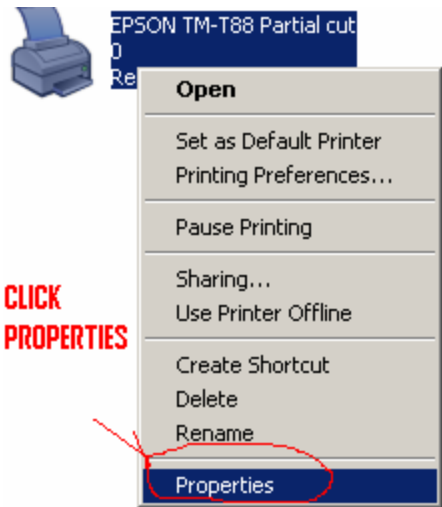 EPSON TM-T88 Partial cut
0
Re
Open
Set as Default Printer
Printing Preferences...
Pause Printing
Sharing...
Use Printer Offline
CLICK
PROPERTIES
Create Shortcut
Delete
Rename
Properties